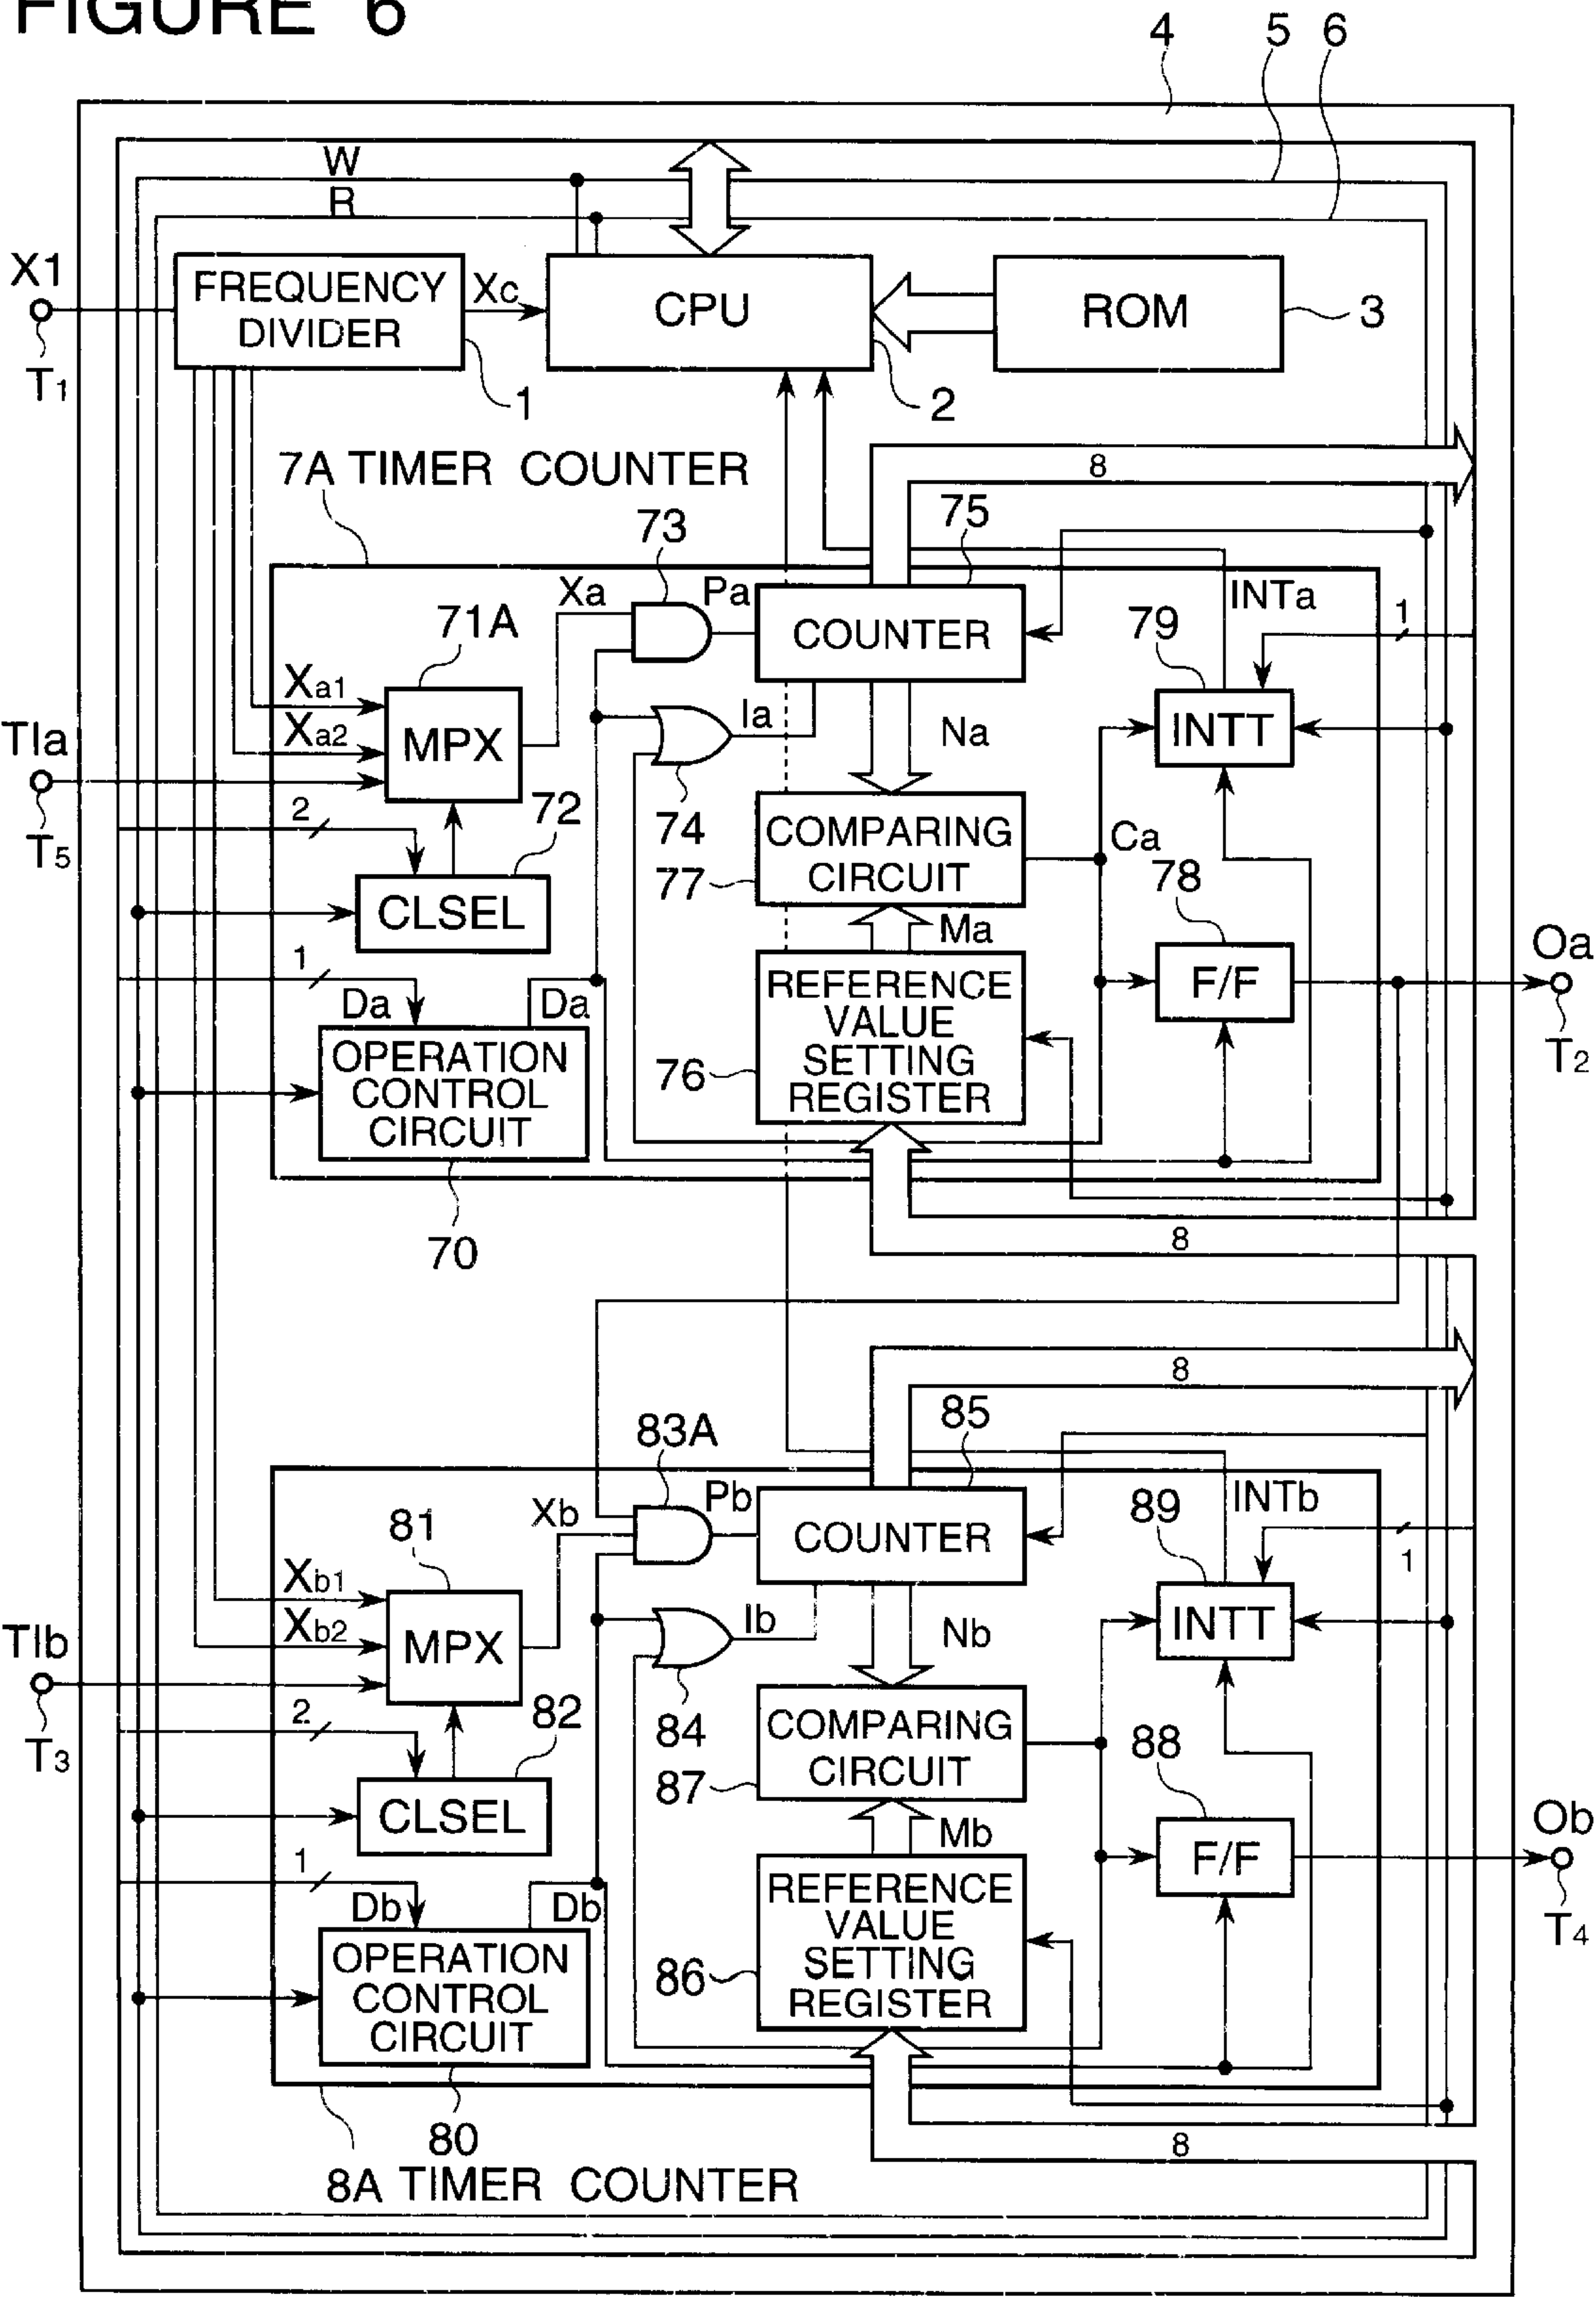 FIGURE 6
4 5 6
W
R
X1
T1
FREQUENCY
DIVIDER
1
Xc
CPU
2
ROM
3
7A TIMER COUNTER
8
73
75
Xa
Pa
INTa
71A
COUNTER
79
1
Xa1
Xa2
MPX
Ia
Na
INTT
TIa
T5
2
72
74
COMPARING
CIRCUIT
77
Ca
78
CLSEL
Ma
1
Da
Da
REFERENCE
VALUE
SETTING
REGISTER
76
F/F
Oa
T2
OPERATION
CONTROL
CIRCUIT
70
8
8
83A
85
Xb
Pb
INTb
81
COUNTER
89
1
Xb1
Xb2
MPX
Ib
Nb
INTT
TIb
T3
2
82
84
COMPARING
CIRCUIT
87
88
CLSEL
Mb
1
Db
Db
REFERENCE
VALUE
SETTING
REGISTER
86
F/F
Ob
T4
OPERATION
CONTROL
CIRCUIT
80
8
8A TIMER COUNTER